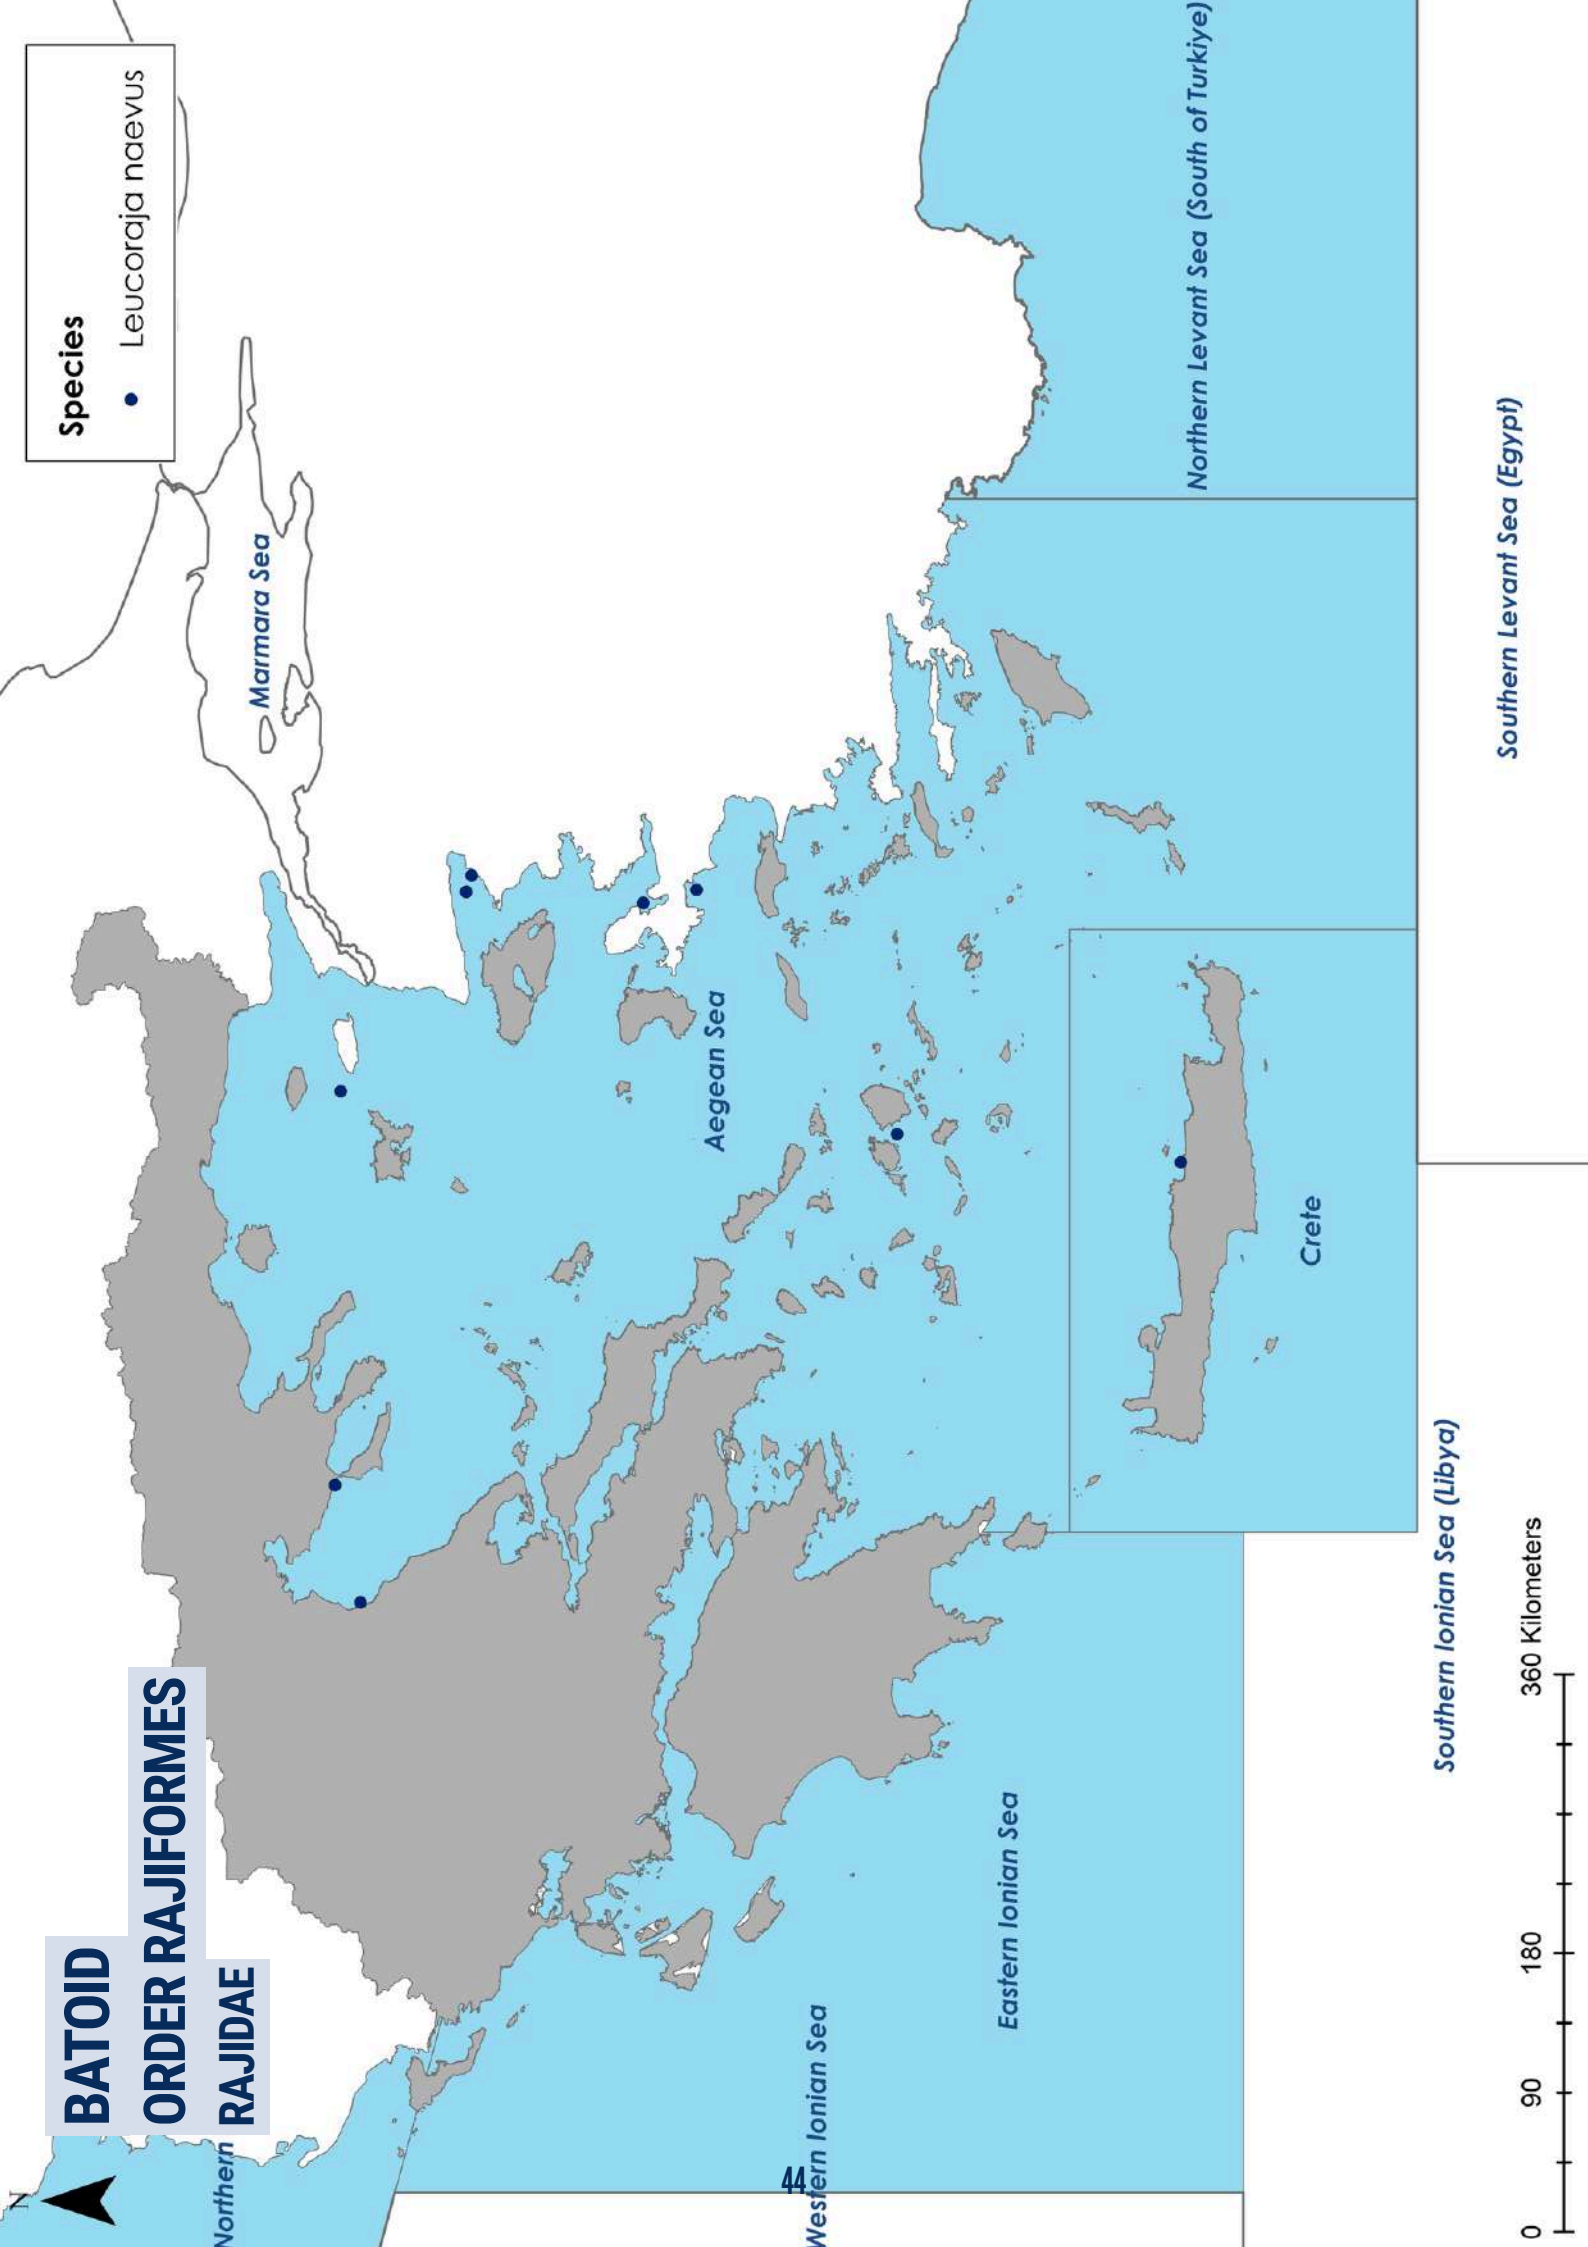 BATOID
ORDER RAJIFORMES
RAJIDAE
N
Species
Leucoraja naevus
Northern
Marmara Sea
Aegean Sea
Western Ionian Sea
Eastern Ionian Sea
Crete
Northern Levant Sea (South of Turkiye)
Southern Ionian Sea (Libya)
Southern Levant Sea (Egypt)
0 90 180 360 Kilometers
44